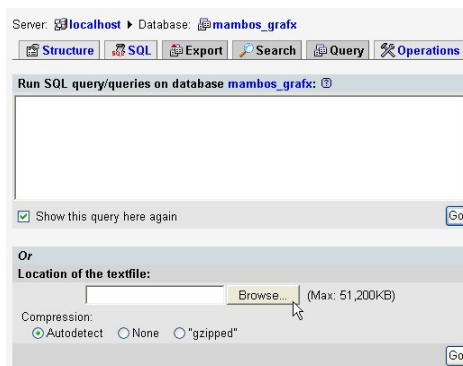 Server: localhost ▸ Database: mambos_grafx
Structure SQL Export Search Query Operations
Run SQL query/queries on database mambos_grafx:
Show this query here again Go
Or
Location of the textfile:
Browse... (Max: 51,200KB)
Compression:
Autodetect None "gzipped"
Go